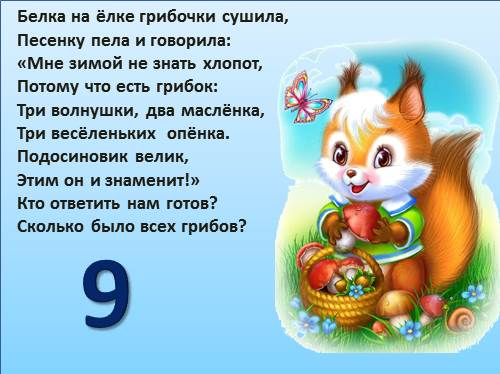 Белка на ёлке грибочки сушила,
Песенку пела и говорила:
«Мне зимой не знать хлопот,
Потому что есть грибок:
Три волнушки, два маслёнка,
Три весёленьких опёнка.
Подосиновик велик,
Этим он и знаменит!»
Кто ответить нам готов?
Сколько было всех грибов?
9